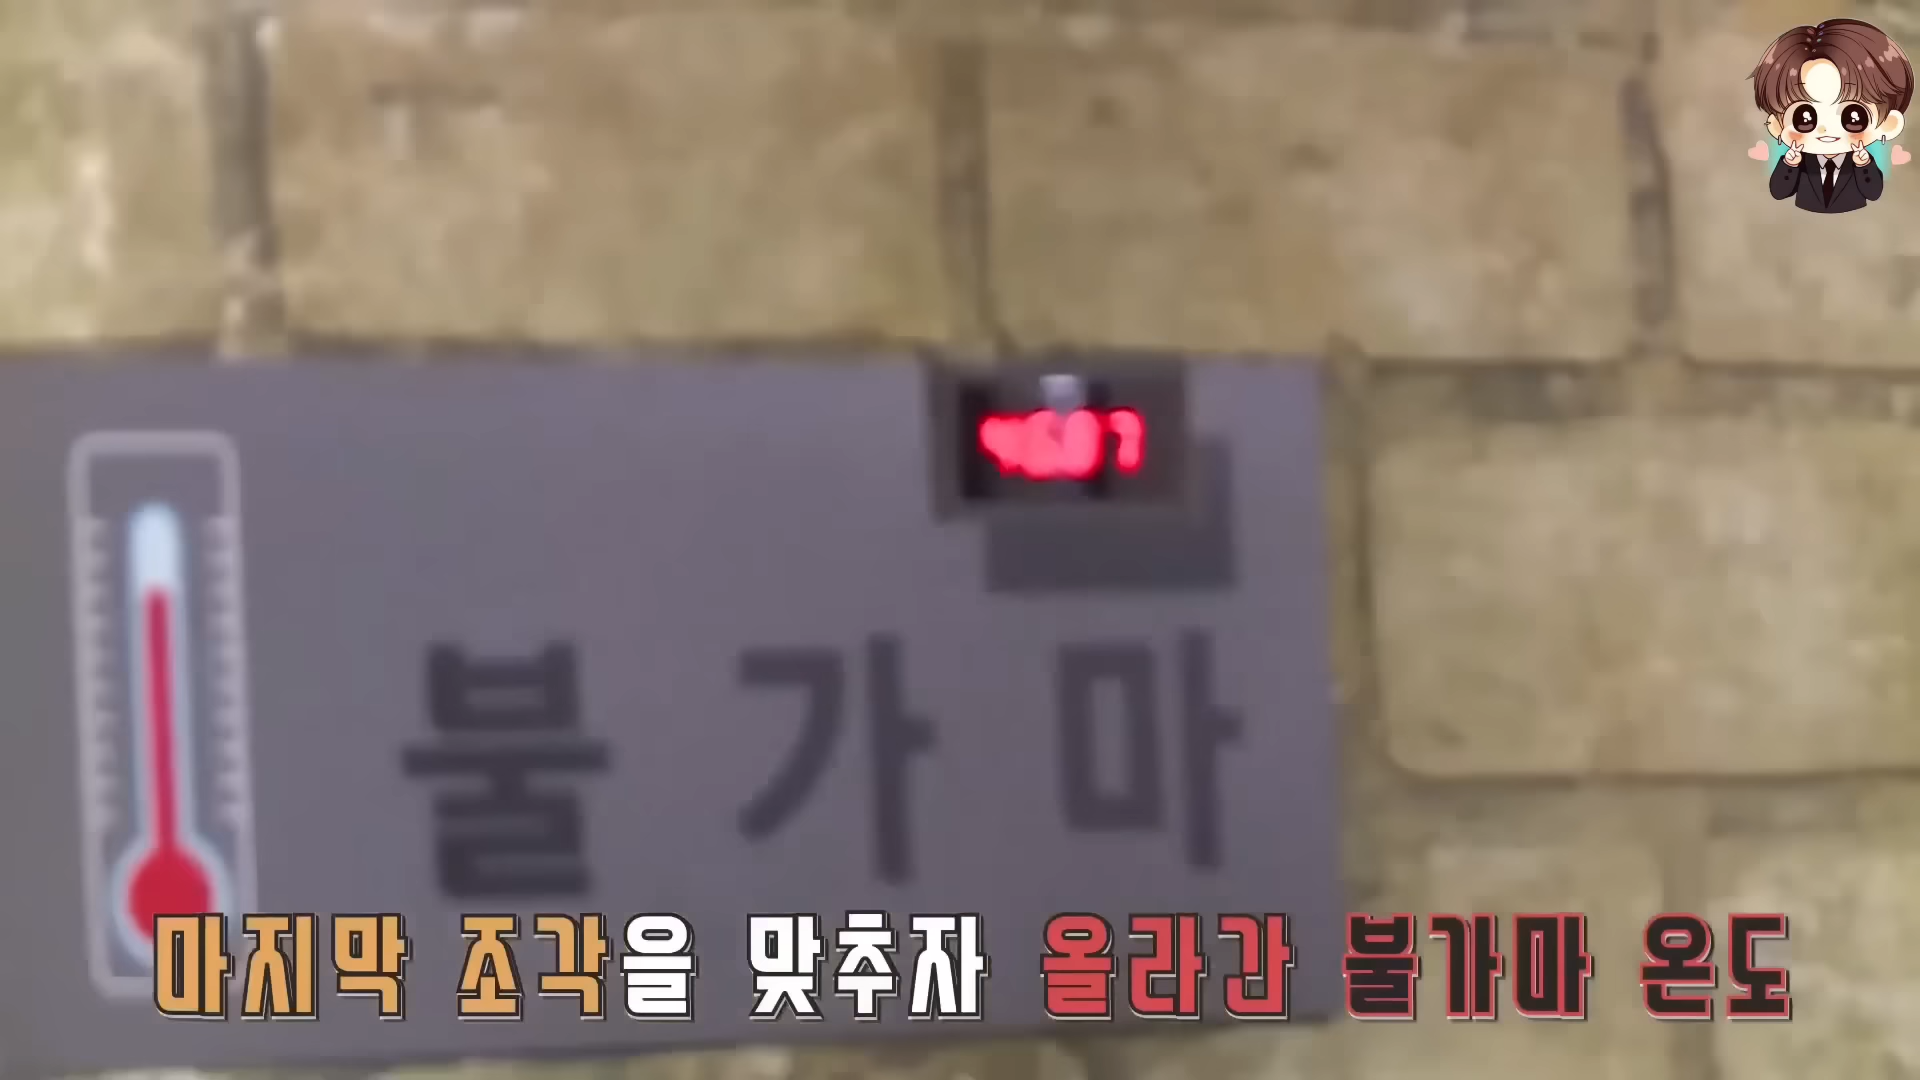 불가마
마지막 조각을 맞추자 올라간 불가마 온도